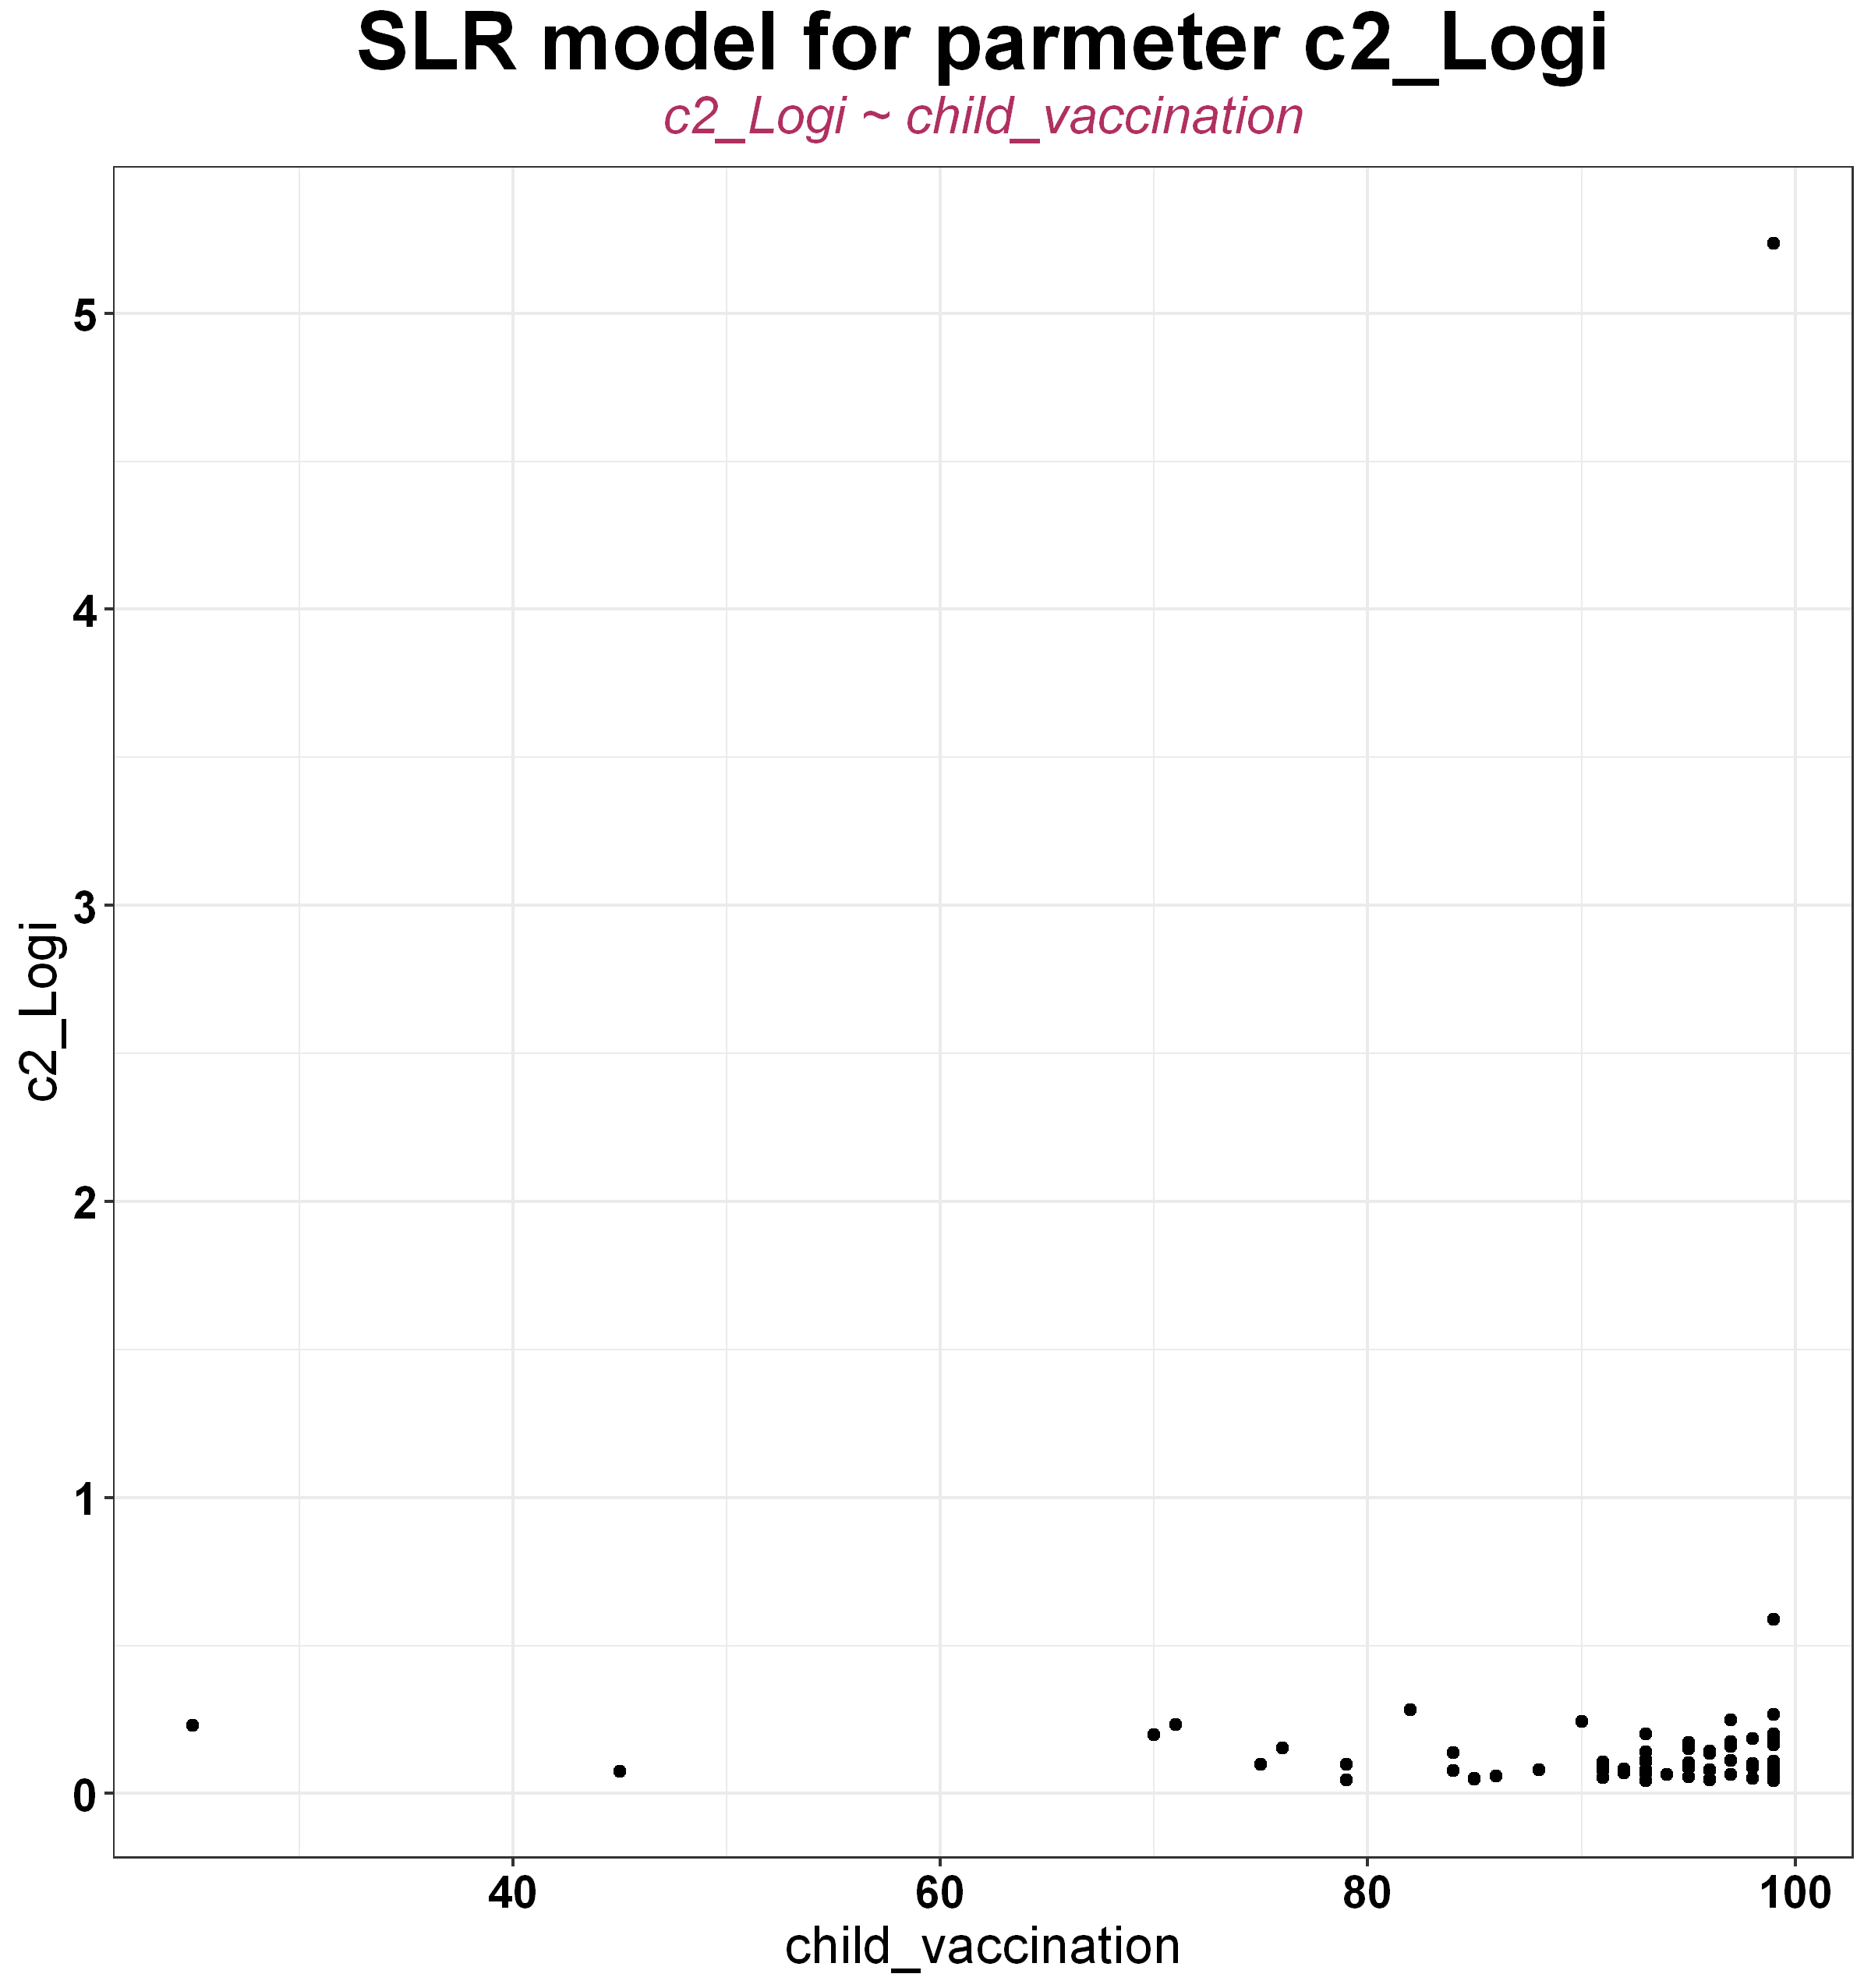 SLR model for parmeter c2_Logi
c2_Logi ~ child_vaccination
5
4
3
2
1
0
c2_Logi
40 60 80 100
child_vaccination